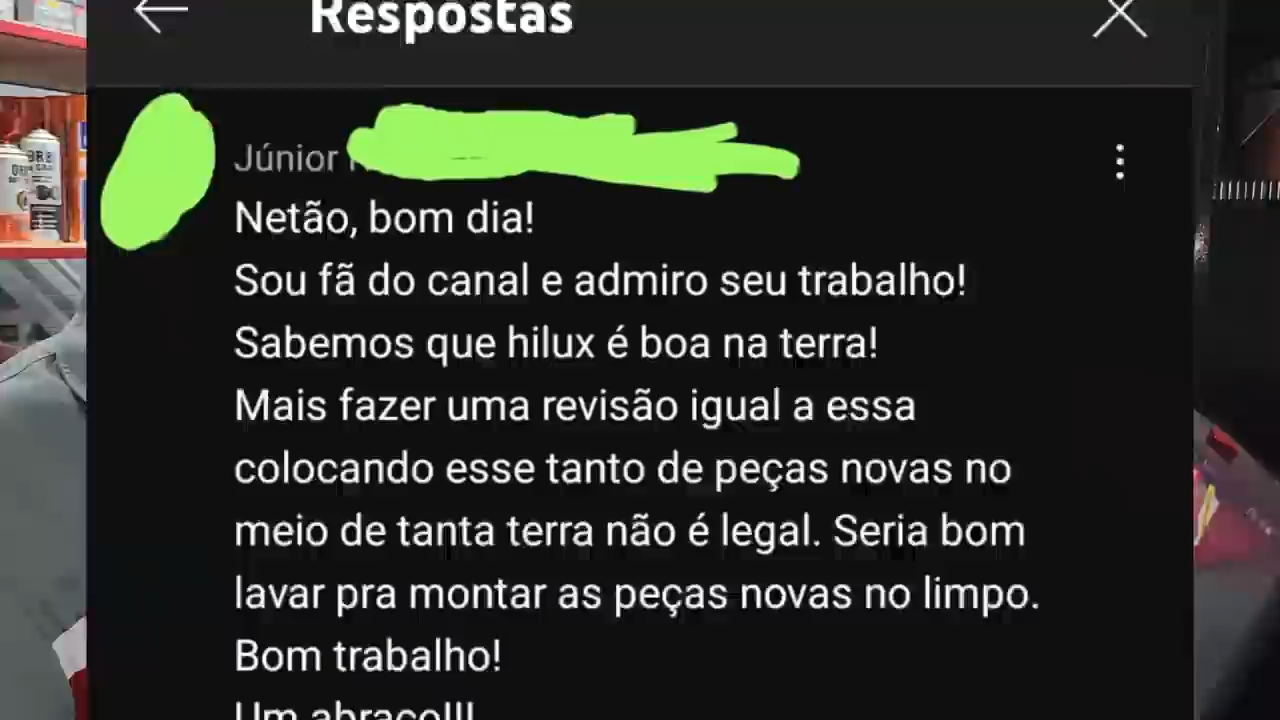 Respostas
Júnior
Netão, bom dia!
Sou fã do canal e admiro seu trabalho!
Sabemos que hilux é boa na terra!
Mais fazer uma revisão igual a essa
colocando esse tanto de peças novas no
meio de tanta terra não é legal. Seria bom
lavar pra montar as peças novas no limpo.
Bom trabalho!
Um abraço!!!